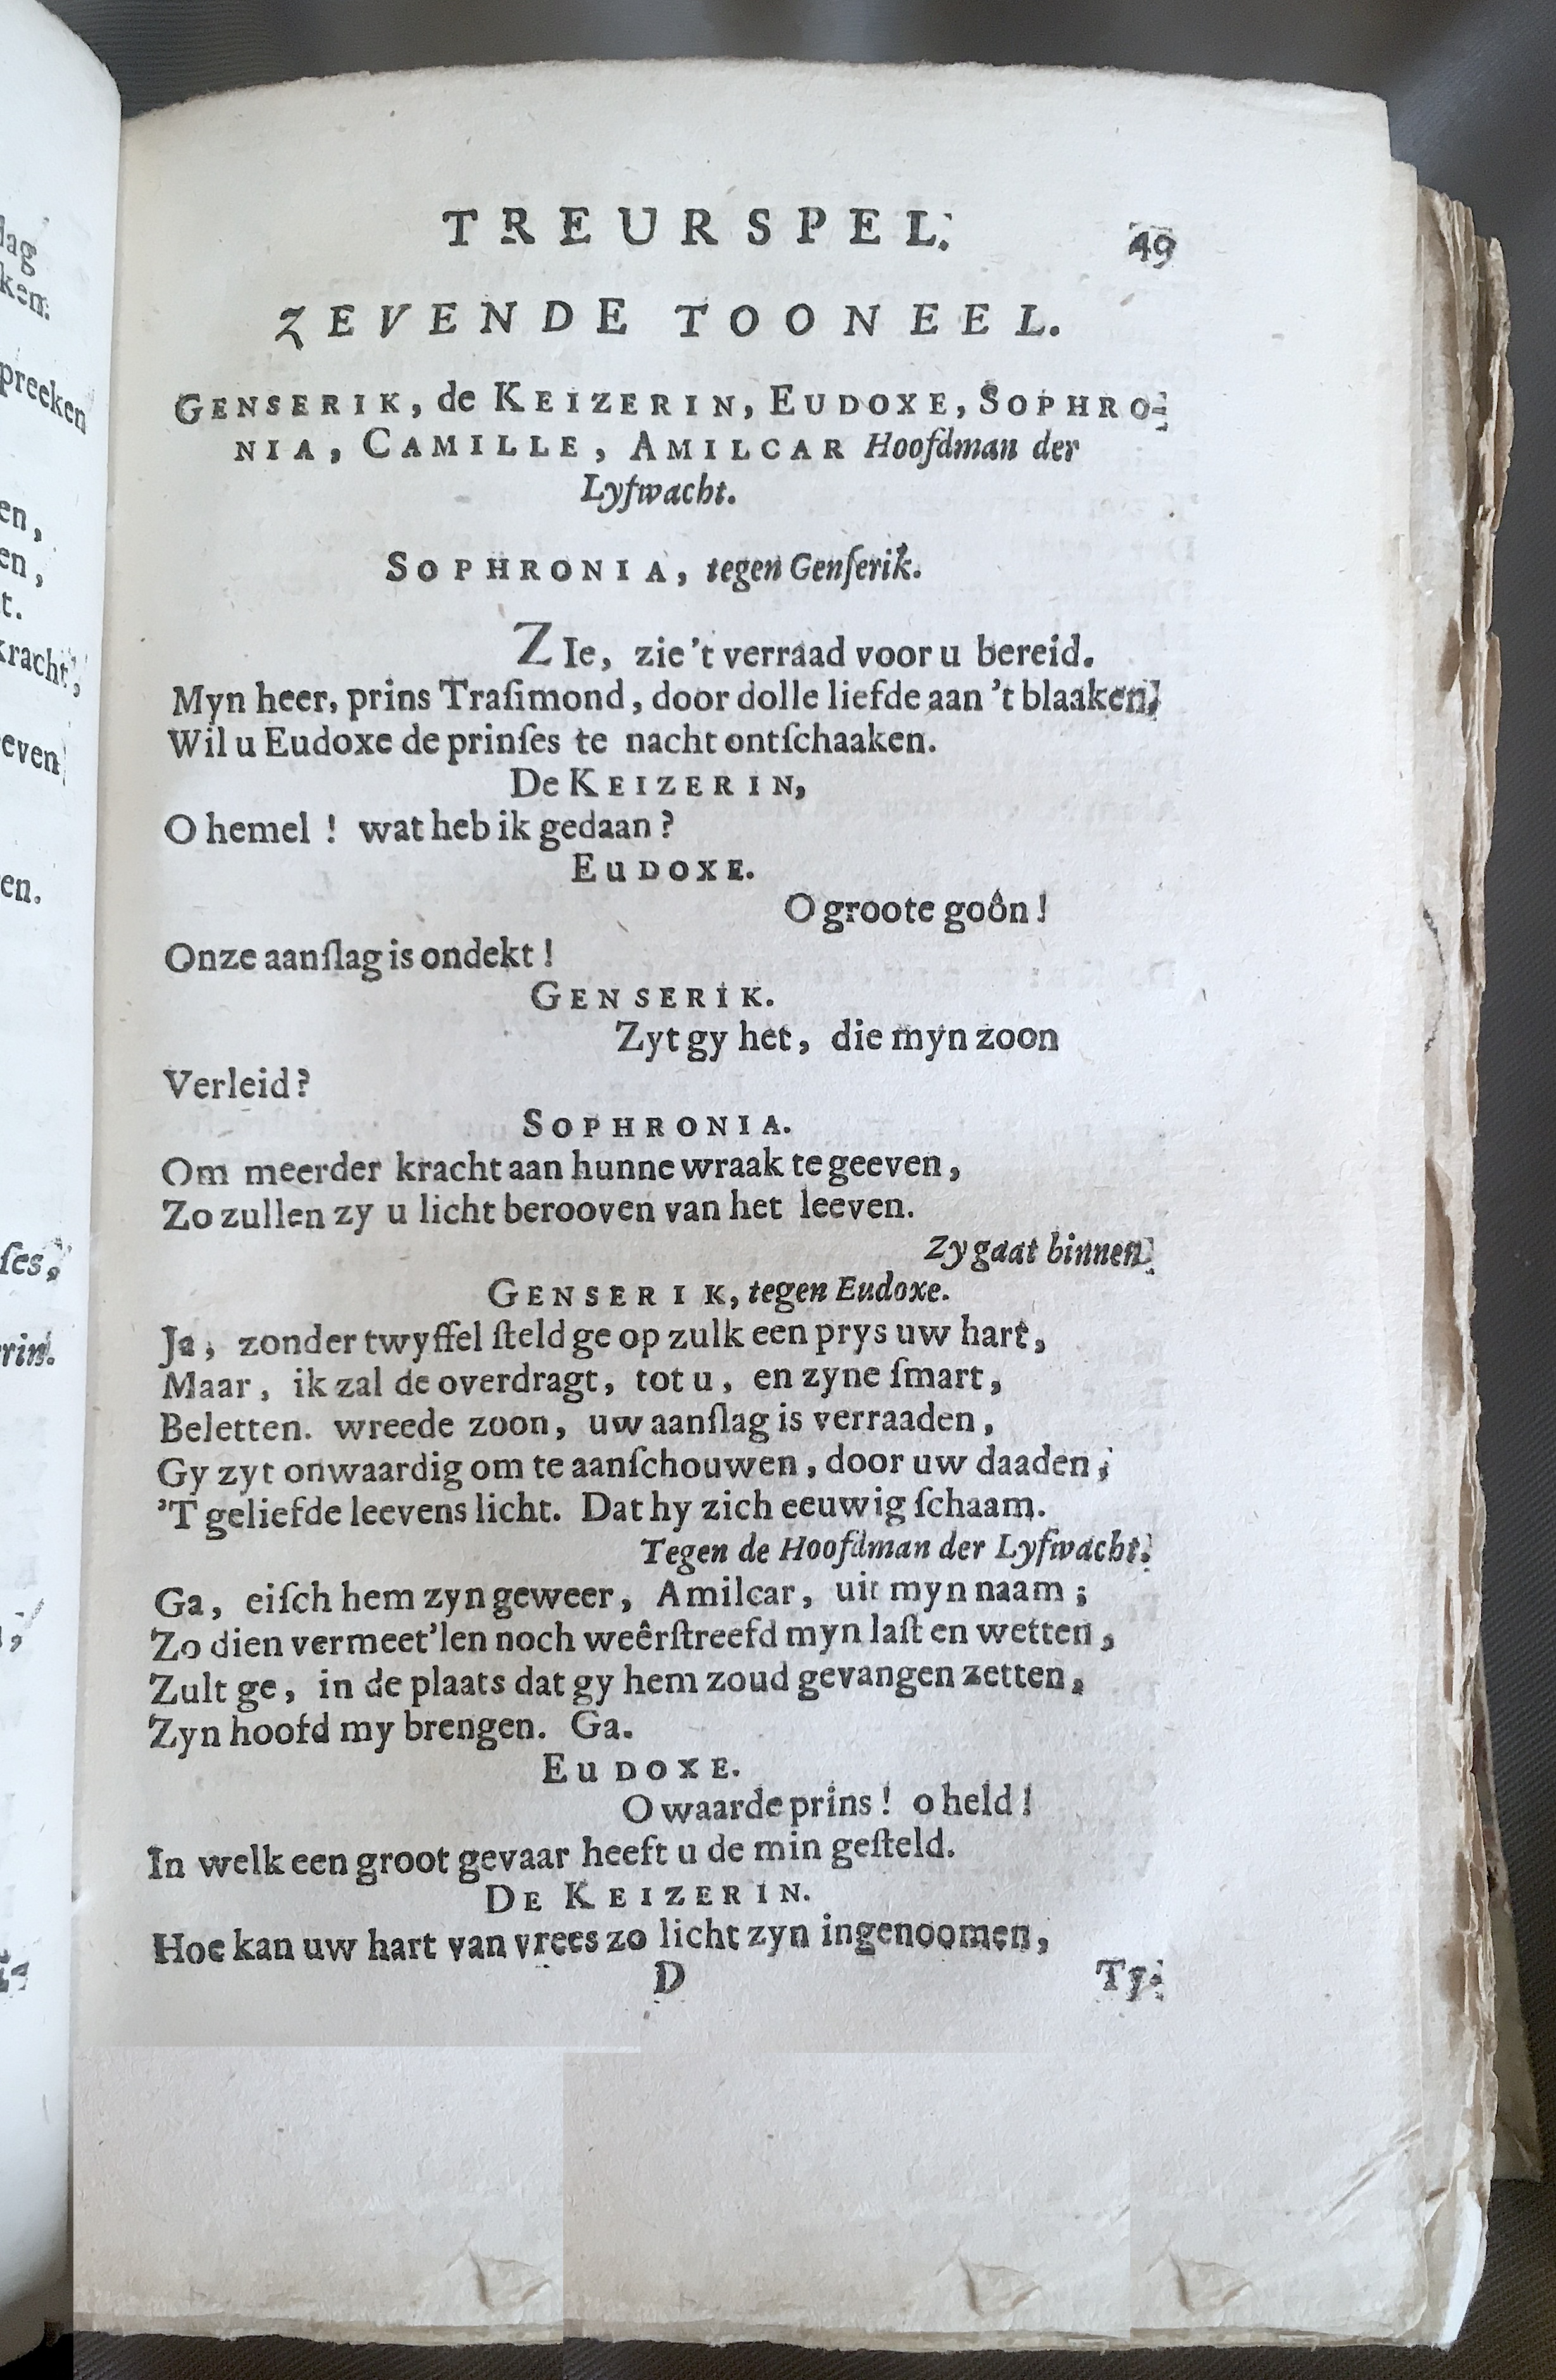 TREURSPEL. 49
ZEVENDE TOONEEL.
GENSERIK, de KEIZERIN, EUDOXE, SOPHRO-
NIA, CAMILLE, AMILCAR Hoofdman der
Lyfwacht.
SOPHRONIA, tegen Genſerik.
ZIe, zie 't verraad voor u bereid.
Myn heer, prins Traſimond, door dolle liefde aan 't blaaken,
Wil u Eudoxe de prinſes te nacht ontſchaaken.
De KEIZERIN,
O hemel ! wat heb ik gedaan ?
EuDOXE.
O groote goôn !
Onze aanſlag is ondekt !
GENSERIK.
Zyt gy het, die myn zoon
Verleid ?
SOPHRONIA.
Om meerder kracht aan hunne wraak te geeven,
Zo zullen zy u licht berooven van het leeven.
Zy gaat binnen.
GENSERIK, tegen Eudoxe.
Ja, zonder twyffel ſteld ge op zulk een prys uw hart,
Maar, ik zal de overdragt, tot u, en zyne ſmart,
Beletten. wreede zoon, uw aanſlag is verraaden,
Gy zyt onwaardig om te aanſchouwen, door uw daaden,
'T geliefde leevens licht. Dat hy zich eeuwig ſchaam.
Tegen de Hoofdman der Lyfwacht.
Ga, eiſch hem zyn geweer, Amilcar, uit myn naam ;
Zo dien vermeet'len noch weêrſtreefd myn laſt en wetten,
Zult ge, in de plaats dat gy hem zoud gevangen zetten,
Zyn hoofd my brengen. Ga.
EuDOXE.
O waarde prins ! o held !
In welk een groot gevaar heeft u de min geſteld.
DE KEIZERIN.
Hoe kan uw hart van vrees zo licht zyn ingenoomen,
D Ty-
lag
preeken
en,
en,
t.
kracht,
even
en.
ſes,
rin.